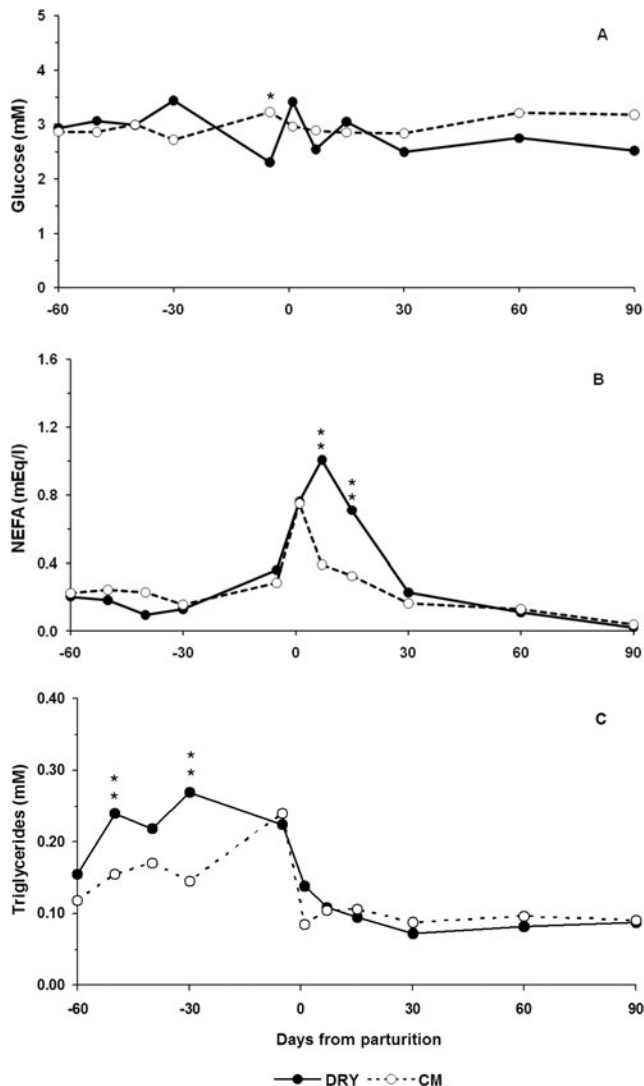 A
5
4
3
2
1
0
Glucose (mM)
*
-60 -30 0 30 60 90
B
1.6
1.2
0.8
0.4
0.0
NEFA (mEq/l)
*
*
*
*
-60 -30 0 30 60 90
C
0.40
0.30
0.20
0.10
0.00
Triglycerides (mM)
*
*
*
*
-60 -30 0 30 60 90
Days from parturition
DRY CM